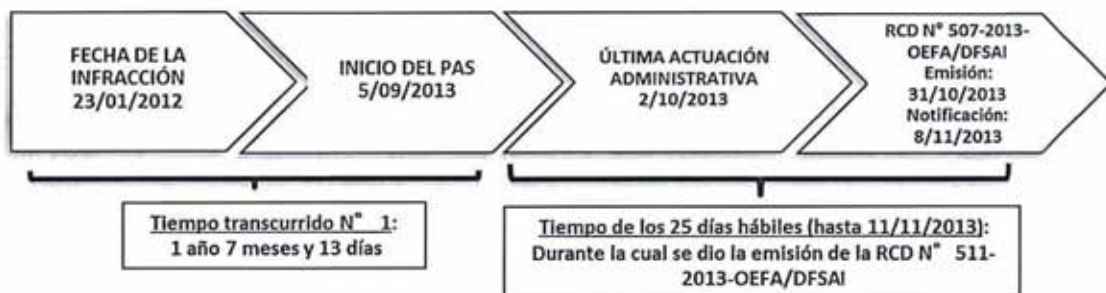 FECHA DE LA
INFRACCIÓN
23/01/2012
INICIO DEL PAS
5/09/2013
ÚLTIMA ACTUACIÓN
ADMINISTRATIVA
2/10/2013
RCD N° 507-2013-
OEFA/DFSAI
Emisión:
31/10/2013
Notificación:
8/11/2013
Tiempo transcurrido N° 1:
1 año 7 meses y 13 días
Tiempo de los 25 días hábiles (hasta 11/11/2013):
Durante la cual se dio la emisión de la RCD N° 511-
2013-OEFA/DFSAI